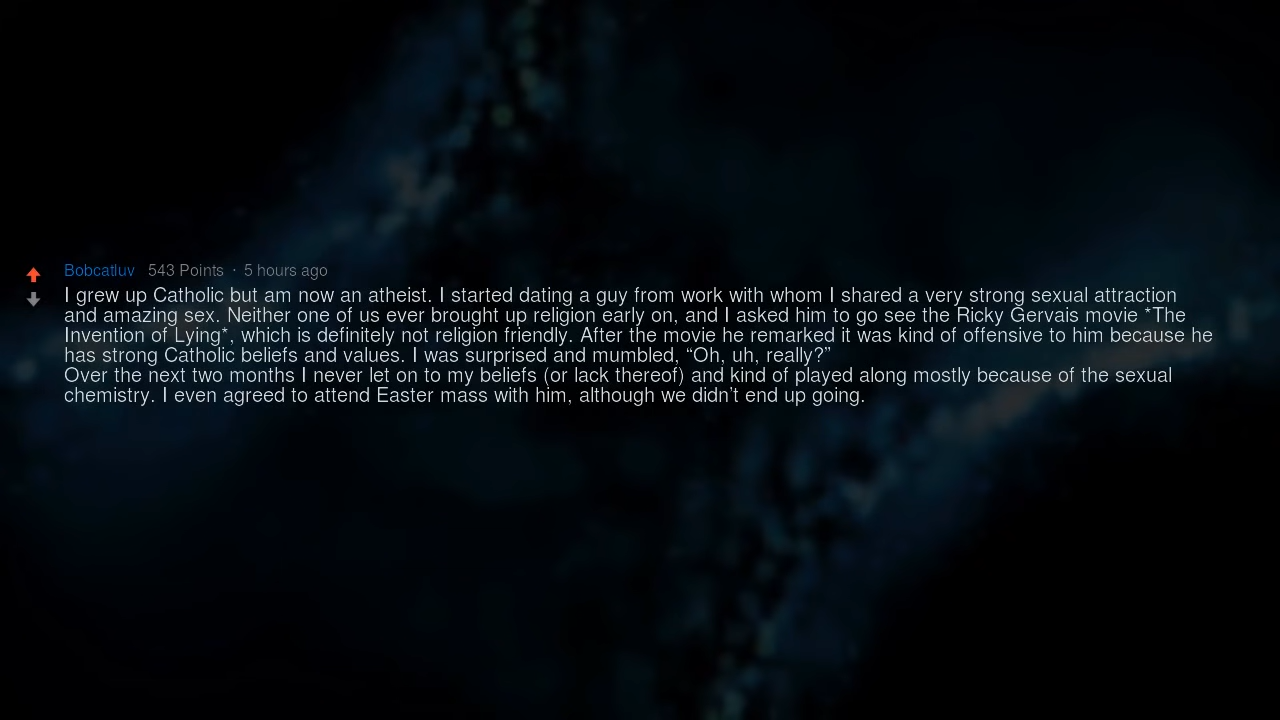 Bobcatluv 543 Points · 5 hours ago
I grew up Catholic but am now an atheist. I started dating a guy from work with whom I shared a very strong sexual attraction
and amazing sex. Neither one of us ever brought up religion early on, and I asked him to go see the Ricky Gervais movie *The
Invention of Lying*, which is definitely not religion friendly. After the movie he remarked it was kind of offensive to him because he
has strong Catholic beliefs and values. I was surprised and mumbled, “Oh, uh, really?”
Over the next two months I never let on to my beliefs (or lack thereof) and kind of played along mostly because of the sexual
chemistry. I even agreed to attend Easter mass with him, although we didn’t end up going.